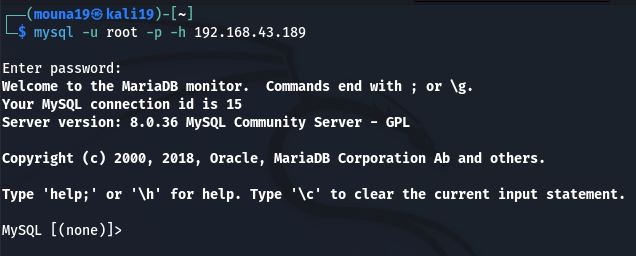 (mouna19㉿kali19)-[~]
$ mysql -u root -p -h 192.168.43.189
Enter password:
Welcome to the MariaDB monitor.  Commands end with ; or \g.
Your MySQL connection id is 15
Server version: 8.0.36 MySQL Community Server - GPL
Copyright (c) 2000, 2018, Oracle, MariaDB Corporation Ab and others.
Type 'help;' or '\h' for help. Type '\c' to clear the current input statement.
MySQL [(none)]>